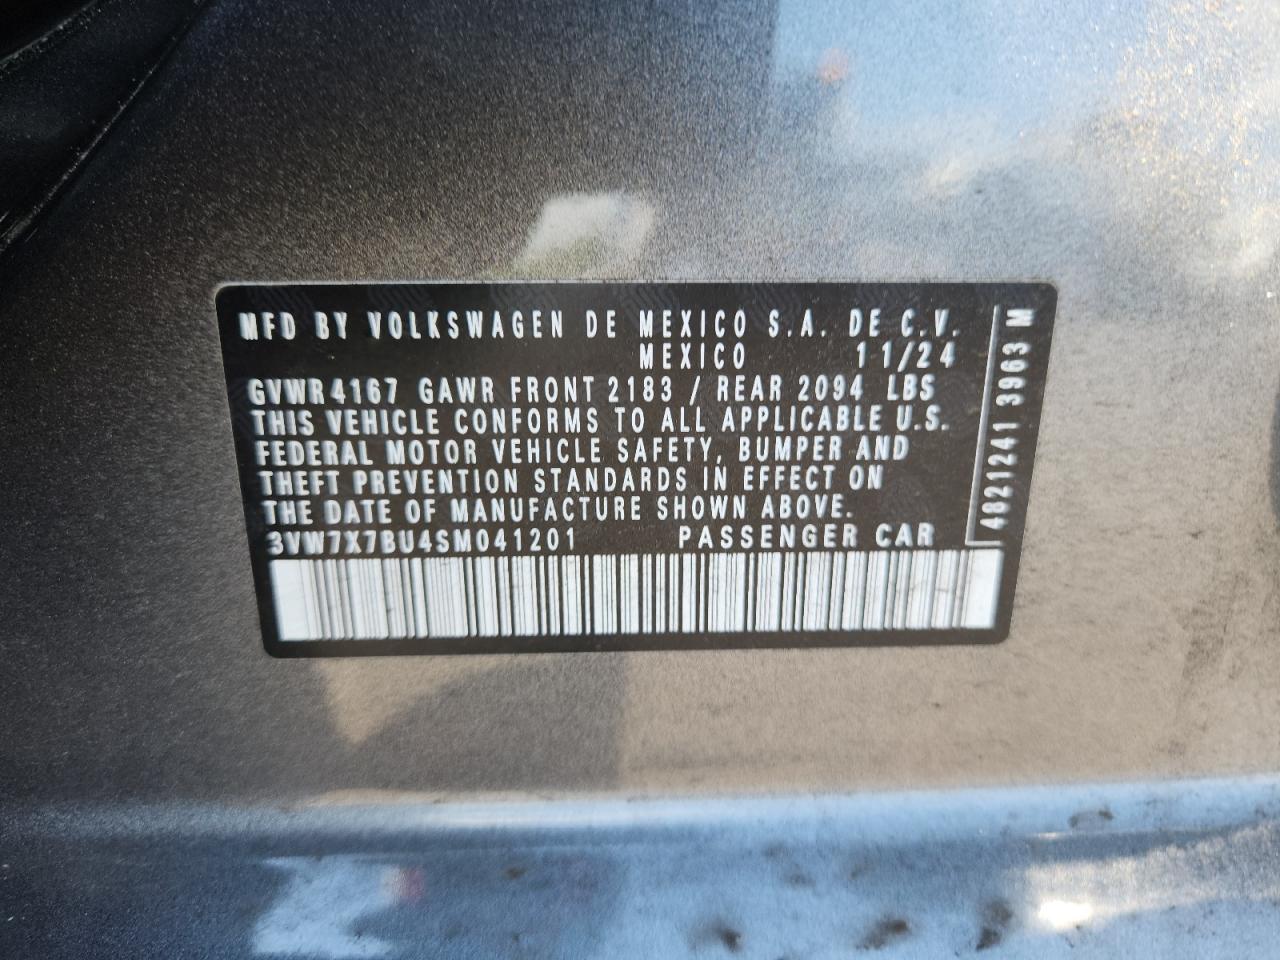 MFD BY VOLKSWAGEN DE MEXICO S.A. DE C.V.
MEXICO 11/24
GVWR 4167 GAWR FRONT 2183 / REAR 2094 LBS
THIS VEHICLE CONFORMS TO ALL APPLICABLE U.S.
FEDERAL MOTOR VEHICLE SAFETY, BUMPER AND
THEFT PREVENTION STANDARDS IN EFFECT ON
THE DATE OF MANUFACTURE SHOWN ABOVE.
3VW7X7BU4SM041201 PASSENGER CAR
4821241 3963 M